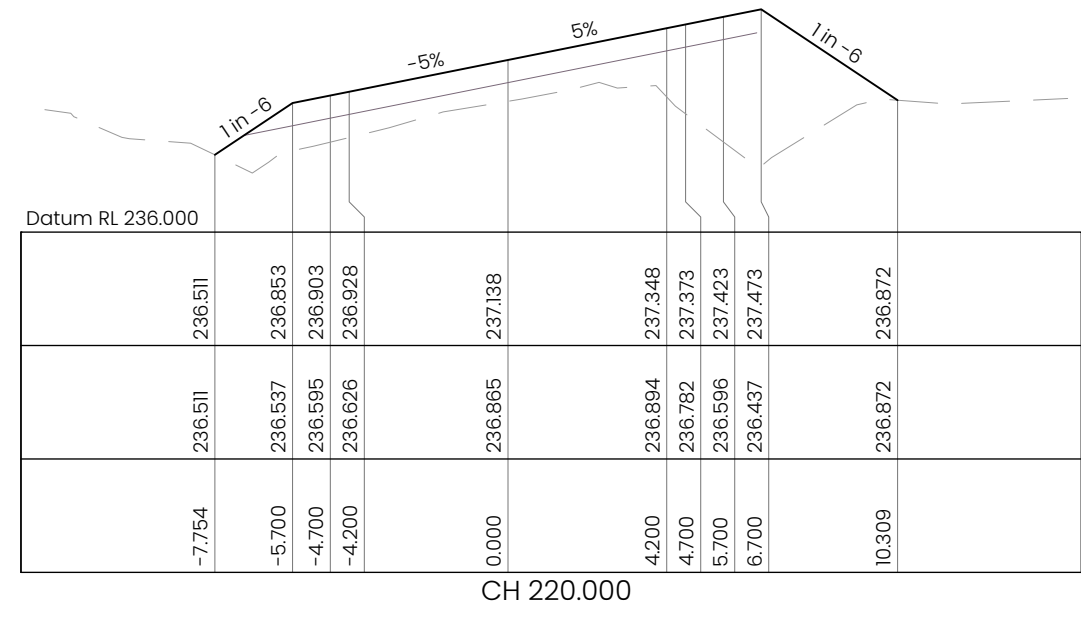 5%
1 in -6
-5%
1 in -6
Datum RL 236.000
236.511 236.853 236.903 236.928 237.138 237.348 237.373 237.423 237.473 236.872
236.511 236.537 236.595 236.626 236.865 236.894 236.782 236.596 236.437 236.872
-7.754 -5.700 -4.700 -4.200 0.000 4.200 4.700 5.700 6.700 10.309
CH 220.000